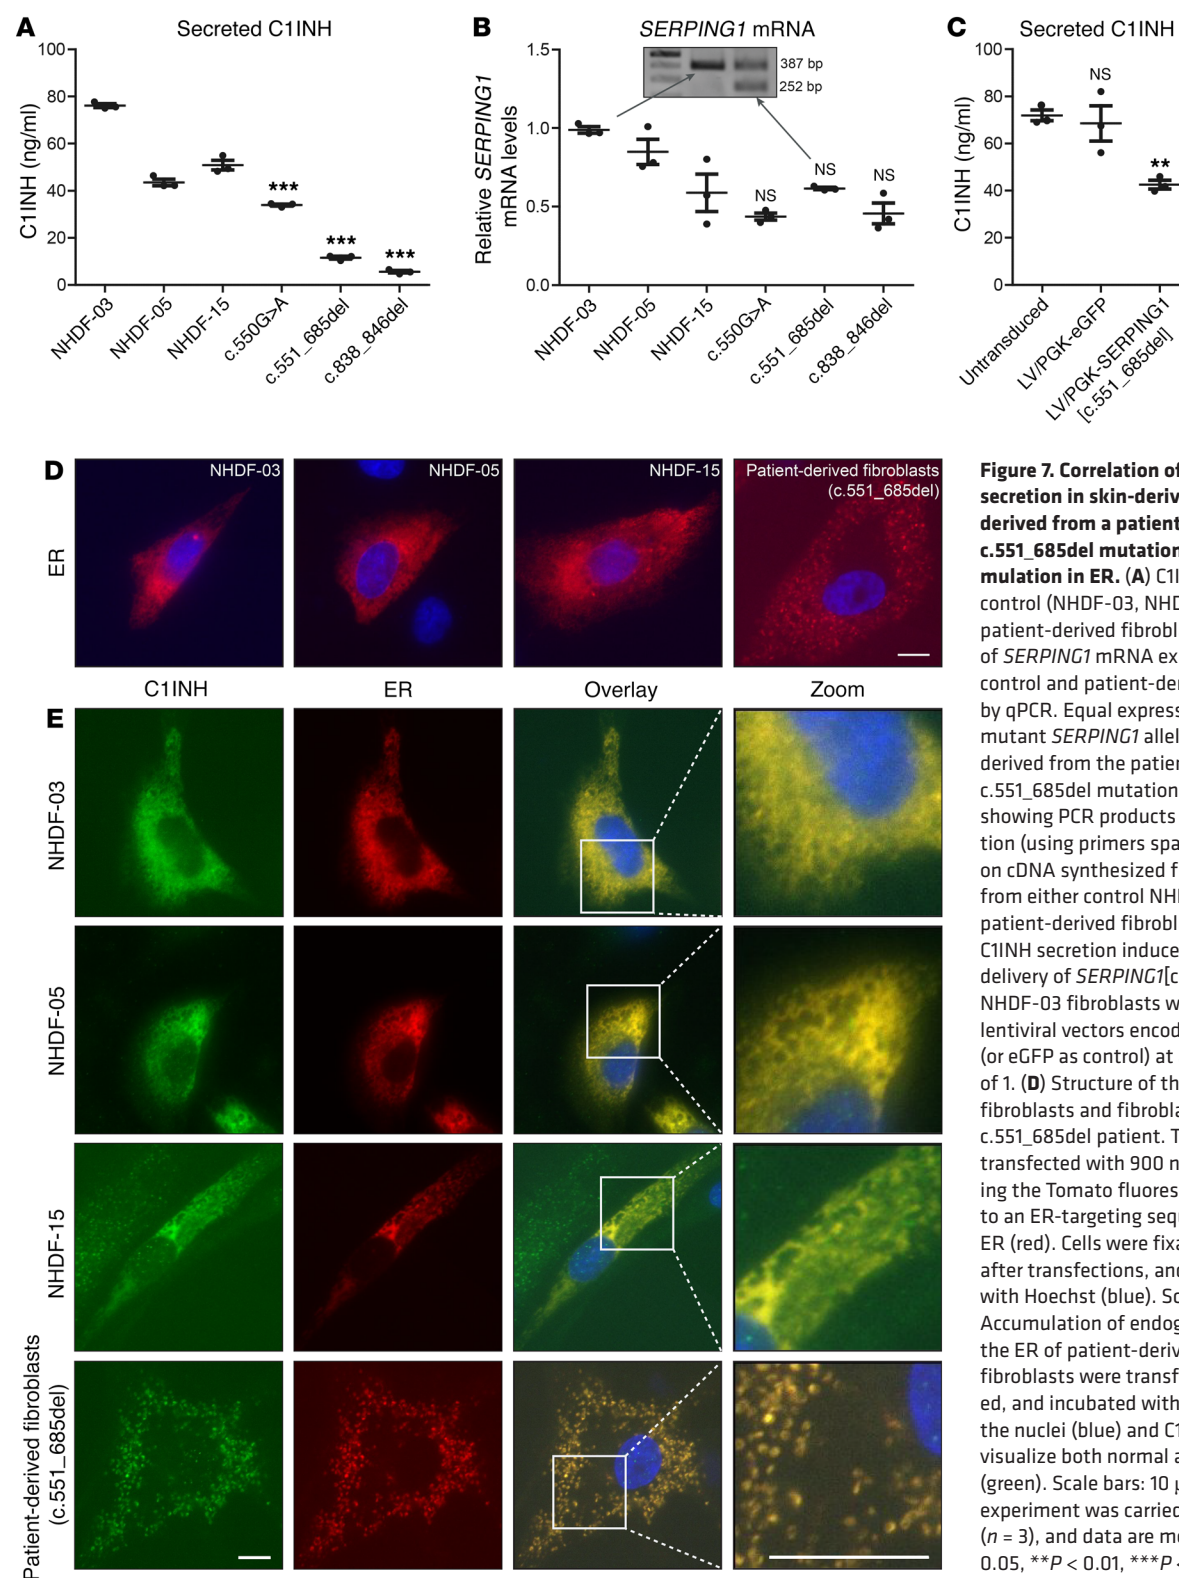 A
Secreted C1INH
C1INH (ng/ml)
100
80
60
40
20
0
***
***
***
NHDF-03
NHDF-05
NHDF-15
c.550G>A
c.551_685del
c.838_846del
B
SERPING1 mRNA
Relative SERPING1
mRNA levels
1.5
1.0
0.5
0.0
387 bp
252 bp
NS
NS
NS
NHDF-03
NHDF-05
NHDF-15
c.550G>A
c.551_685del
c.838_846del
C
Secreted C1INH
C1INH (ng/ml)
100
80
60
40
20
0
NS
**
Untransduced
LV/PGK-eGFP
LV/PGK-SERPING1
[c.551_685del]
D
ER
NHDF-03
NHDF-05
NHDF-15
Patient-derived fibroblasts
(c.551_685del)
C1INH
ER
Overlay
Zoom
E
NHDF-03
NHDF-05
NHDF-15
Patient-derived fibroblasts
(c.551_685del)
Figure 7. Correlation of
secretion in skin-deriv
derived from a patient
c.551_685del mutation
mulation in ER. (A) C1I
control (NHDF-03, NHD
patient-derived fibrobl
of SERPING1 mRNA ex
control and patient-der
by qPCR. Equal express
mutant SERPING1 allel
derived from the patien
c.551_685del mutation
showing PCR products
tion (using primers spa
on cDNA synthesized f
from either control NH
patient-derived fibrobl
C1INH secretion induce
delivery of SERPING1[c
NHDF-03 fibroblasts w
lentiviral vectors encod
(or eGFP as control) at
of 1. (D) Structure of th
fibroblasts and fibrobla
c.551_685del patient. T
transfected with 900 n
ing the Tomato fluores
to an ER-targeting sequ
ER (red). Cells were fixa
after transfections, and
with Hoechst (blue). Sc
Accumulation of endog
the ER of patient-deriv
fibroblasts were transf
ed, and incubated with
the nuclei (blue) and C1
visualize both normal a
(green). Scale bars: 10 μ
experiment was carried
(n = 3), and data are m
0.05, **P < 0.01, ***P <